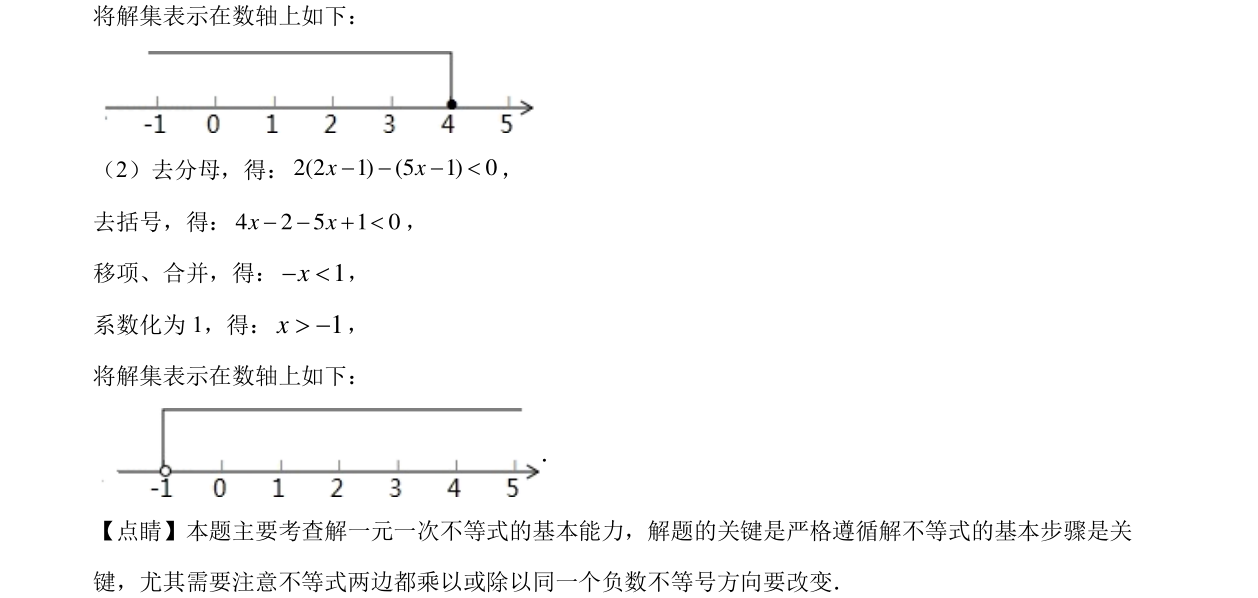 将解集表示在数轴上如下：
-1 0 1 2 3 4 5
（2）去分母，得：2(2x−1)−(5x−1)<0，
去括号，得：4x−2−5x+1<0，
移项、合并，得：−x<1，
系数化为 1，得：x>−1，
将解集表示在数轴上如下：
-1 0 1 2 3 4 5 .
【点睛】本题主要考查解一元一次不等式的基本能力，解题的关键是严格遵循解不等式的基本步骤是关
键，尤其需要注意不等式两边都乘以或除以同一个负数不等号方向要改变．